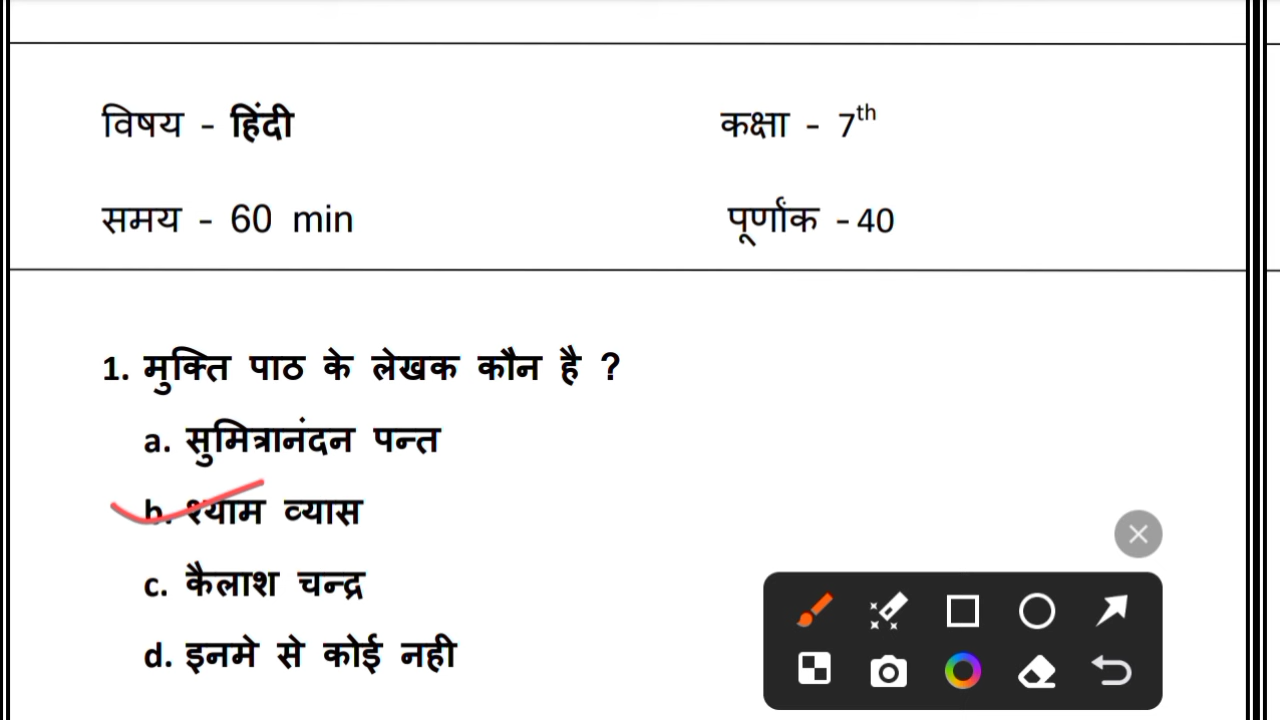 विषय - हिंदी
कक्षा - 7th
समय - 60 min
पूर्णांक - 40
1. मुक्ति पाठ के लेखक कौन है ?
a. सुमित्रानंदन पन्त
b. श्याम व्यास
c. कैलाश चन्द्र
d. इनमे से कोई नही